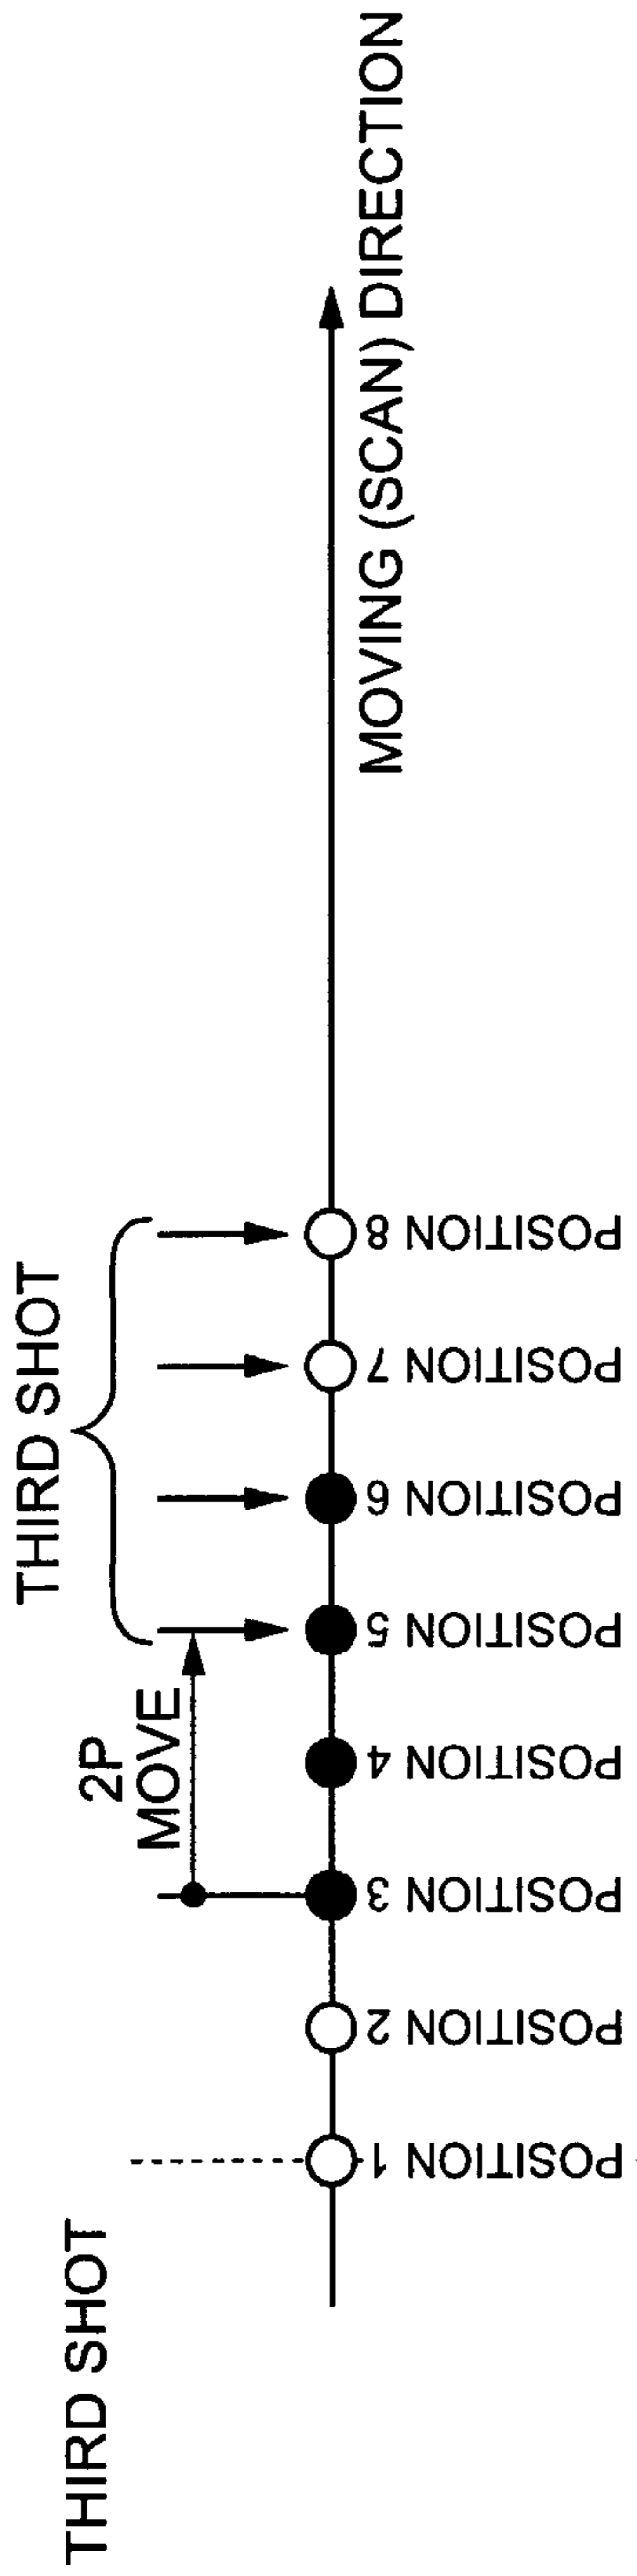 THIRD SHOT
THIRD SHOT
2P
MOVE
POSITION 1
POSITION 2
POSITION 3
POSITION 4
POSITION 5
POSITION 6
POSITION 7
POSITION 8
MOVING (SCAN) DIRECTION